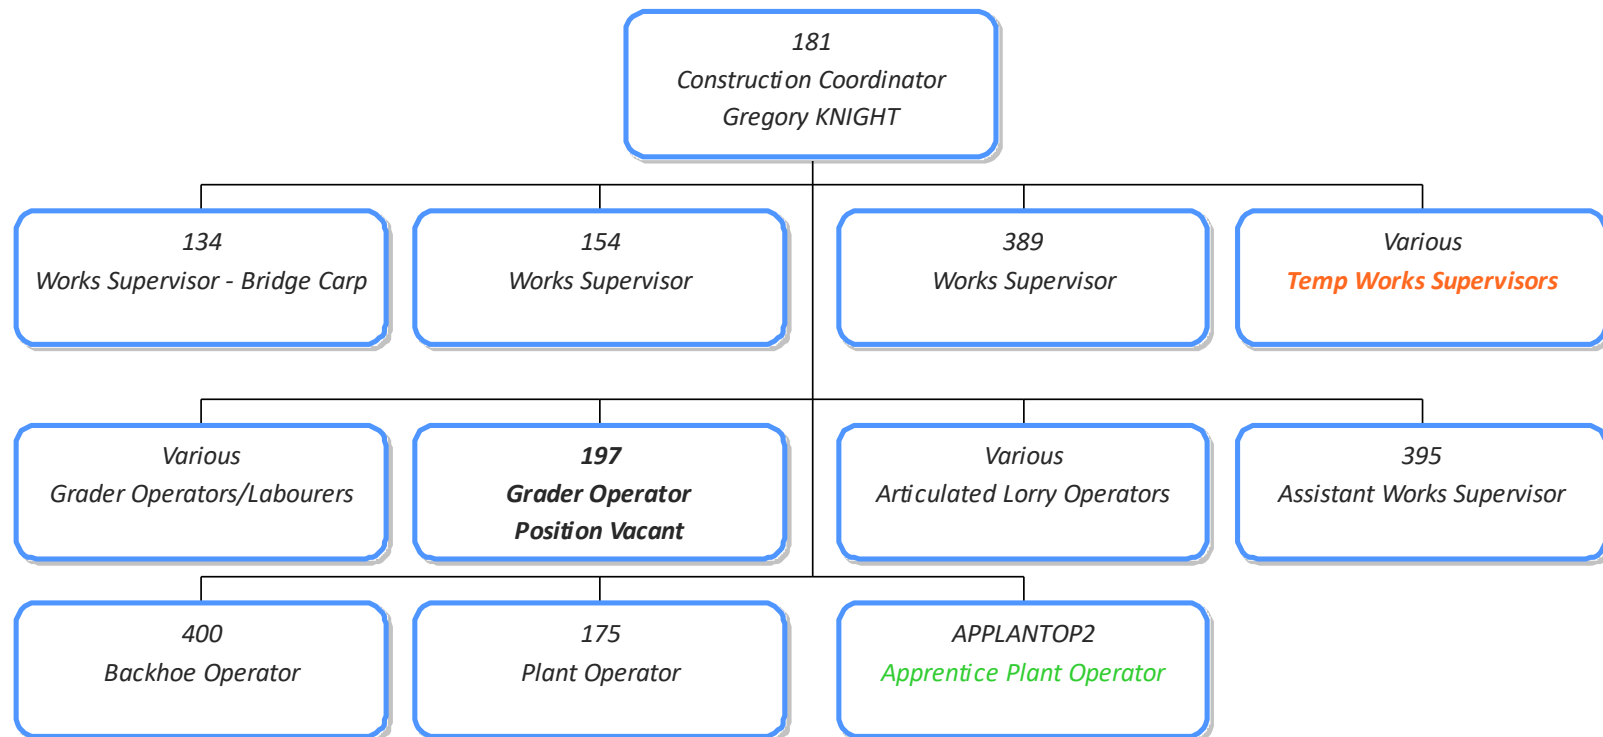 181
Construction Coordinator
Gregory KNIGHT
134
Works Supervisor - Bridge Carp
154
Works Supervisor
389
Works Supervisor
Various
Temp Works Supervisors
Various
Grader Operators/Labourers
197
Grader Operator
Position Vacant
Various
Articulated Lorry Operators
395
Assistant Works Supervisor
400
Backhoe Operator
175
Plant Operator
APPLANTOP2
Apprentice Plant Operator